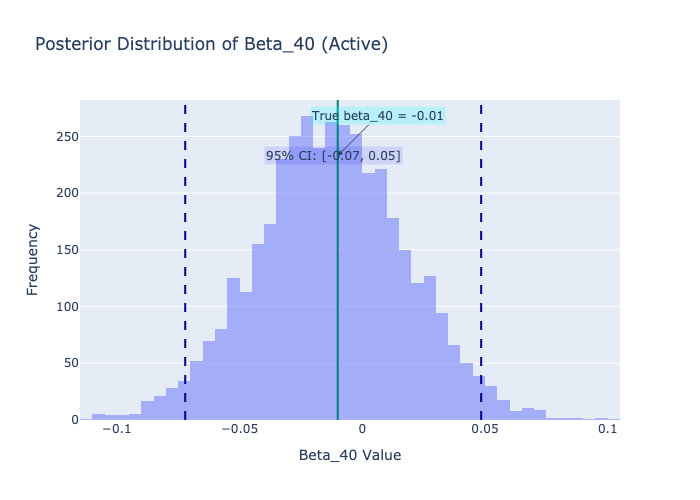 Posterior Distribution of Beta_40 (Active)
True beta_40 = -0.01
95% CI: [-0.07, 0.05]
Frequency
250
200
150
100
50
0
−0.1
−0.05
0
0.05
0.1
Beta_40 Value